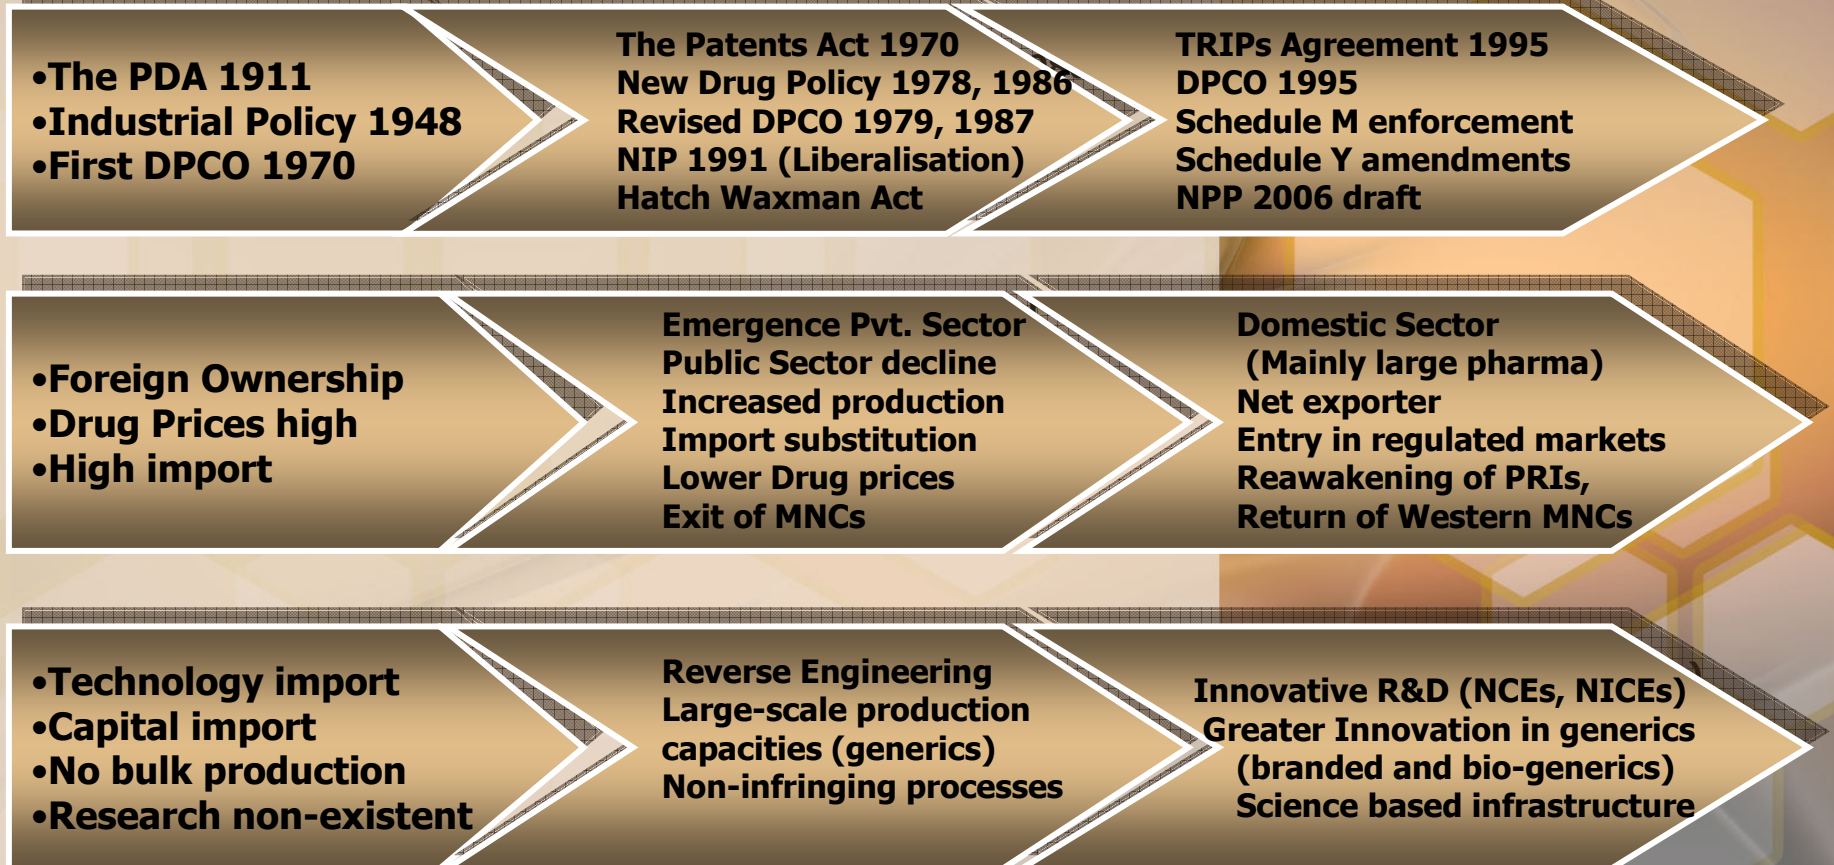 •The PDA 1911
•Industrial Policy 1948
•First DPCO 1970
The Patents Act 1970
New Drug Policy 1978, 1986
Revised DPCO 1979, 1987
NIP 1991 (Liberalisation)
Hatch Waxman Act
TRIPs Agreement 1995
DPCO 1995
Schedule M enforcement
Schedule Y amendments
NPP 2006 draft
•Foreign Ownership
•Drug Prices high
•High import
Emergence Pvt. Sector
Public Sector decline
Increased production
Import substitution
Lower Drug prices
Exit of MNCs
Domestic Sector
(Mainly large pharma)
Net exporter
Entry in regulated markets
Reawakening of PRIs,
Return of Western MNCs
•Technology import
•Capital import
•No bulk production
•Research non-existent
Reverse Engineering
Large-scale production
capacities (generics)
Non-infringing processes
Innovative R&D (NCEs, NICEs)
Greater Innovation in generics
(branded and bio-generics)
Science based infrastructure